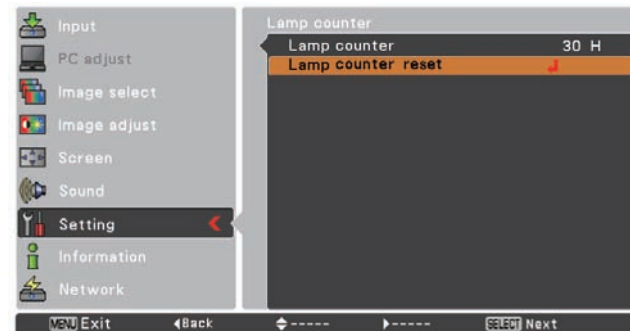 Input
PC adjust
Image select
Image adjust
Screen
Sound
Setting
Information
Network
Lamp counter
Lamp counter 30 H
Lamp counter reset
MENU Exit Back ----- ----- SELECT Next